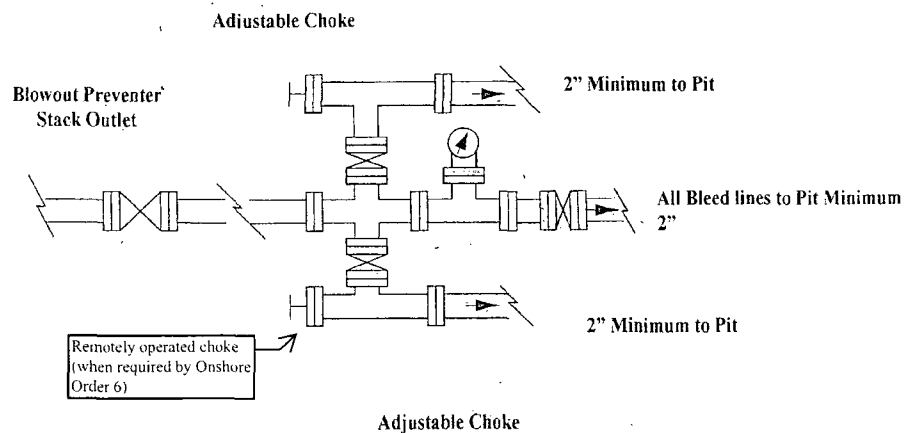 Adjustable Choke
Blowout Preventer
Stack Outlet
2” Minimum to Pit
All Bleed lines to Pit Minimum
2”
2” Minimum to Pit
Remotely operated choke
(when required by Onshore
Order 6)
Adjustable Choke